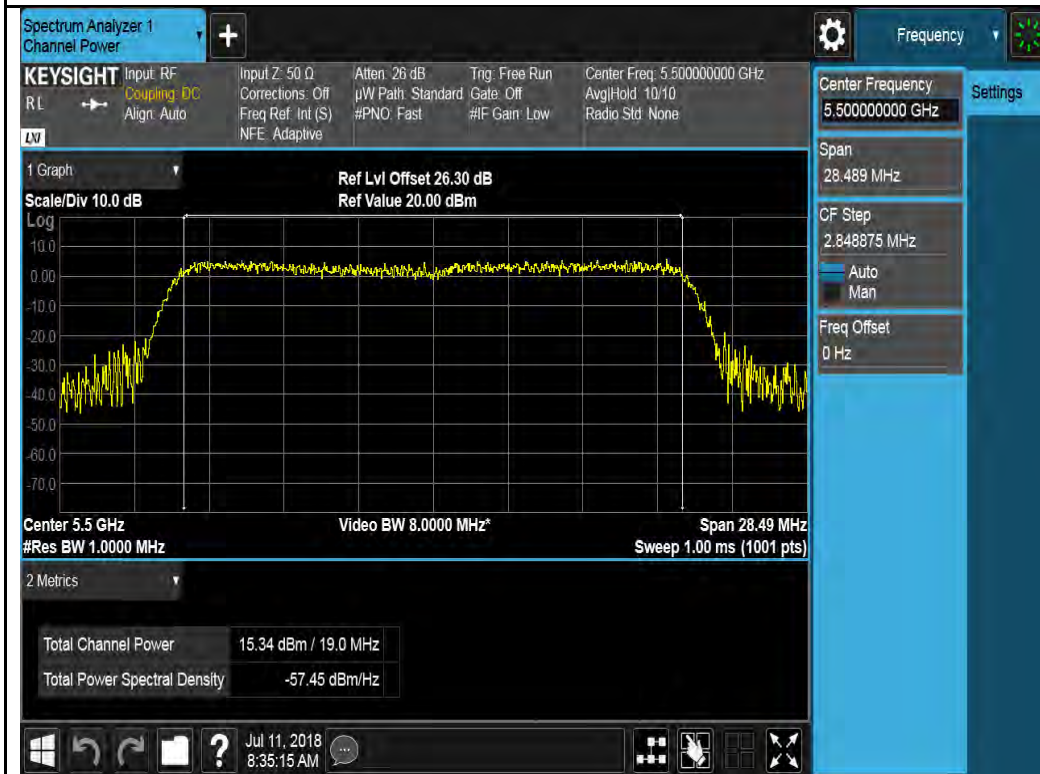 Spectrum Analyzer 1
Channel Power
+
Frequency
KEYSIGHT
RL
LXI
Input: RF
Coupling: DC
Align: Auto
Input Z: 50 Ω
Corrections: Off
Freq Ref: Int (S)
NFE: Adaptive
Atten: 26 dB
µW Path: Standard
#PNO: Fast
Trig: Free Run
Gate: Off
#IF Gain: Low
Center Freq: 5.500000000 GHz
Avg|Hold: 10/10
Radio Std: None
Center Frequency
5.500000000 GHz
Settings
Span
28.489 MHz
CF Step
2.848875 MHz
Auto
Man
Freq Offset
0 Hz
1 Graph
Ref Lvl Offset 26.30 dB
Scale/Div 10.0 dB
Ref Value 20.00 dBm
Log
10.0
0.00
-10.0
-20.0
-30.0
-40.0
-50.0
-60.0
-70.0
Center 5.5 GHz
Video BW 8.0000 MHz*
Span 28.49 MHz
#Res BW 1.0000 MHz
Sweep 1.00 ms (1001 pts)
2 Metrics
Total Channel Power 15.34 dBm / 19.0 MHz
Total Power Spectral Density -57.45 dBm/Hz
?
Jul 11, 2018
8:35:15 AM